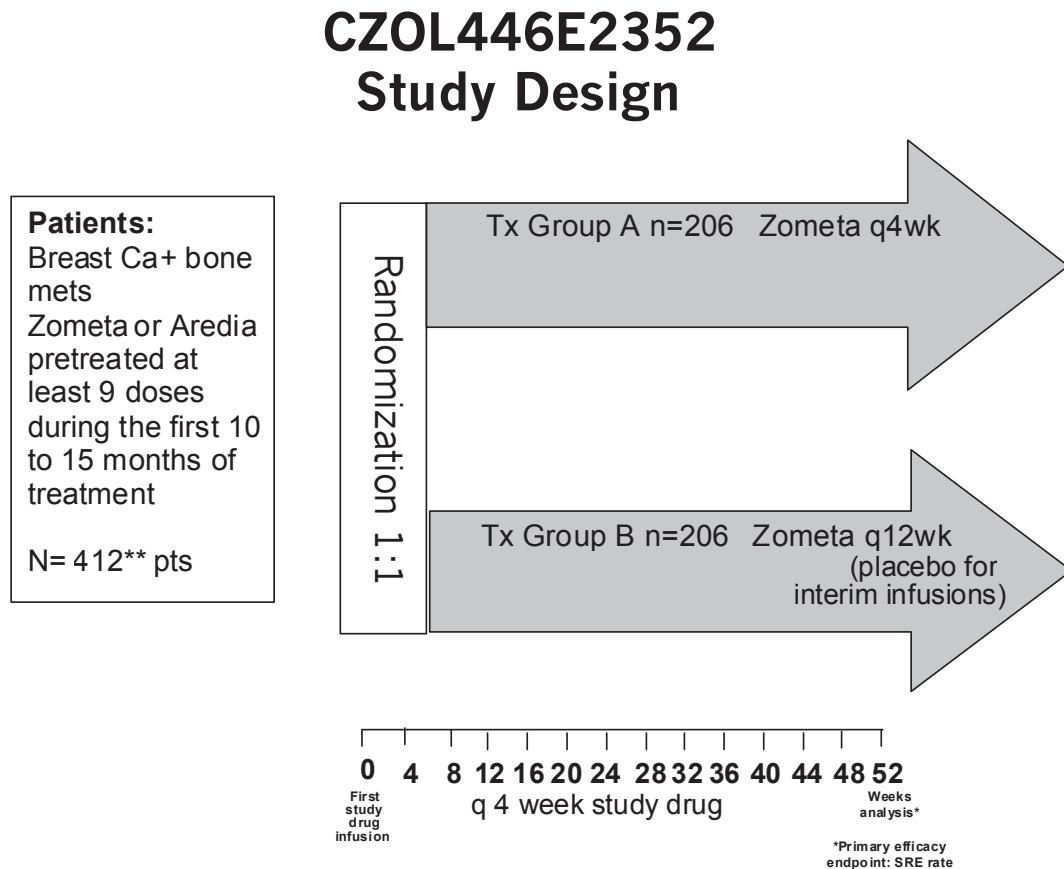 CZOL446E2352
Study Design
Patients:
Breast Ca+ bone
mets
Zometa or Aredia
pretreated at
least 9 doses
during the first 10
to 15 months of
treatment
N= 412** pts
Randomization 1:1
Tx Group A n=206 Zometa q4wk
Tx Group B n=206 Zometa q12wk
(placebo for
interim infusions)
0 4 8 12 16 20 24 28 32 36 40 44 48 52
First
study
drug
infusion
q 4 week study drug
Weeks
analysis*
*Primary efficacy
endpoint: SRE rate